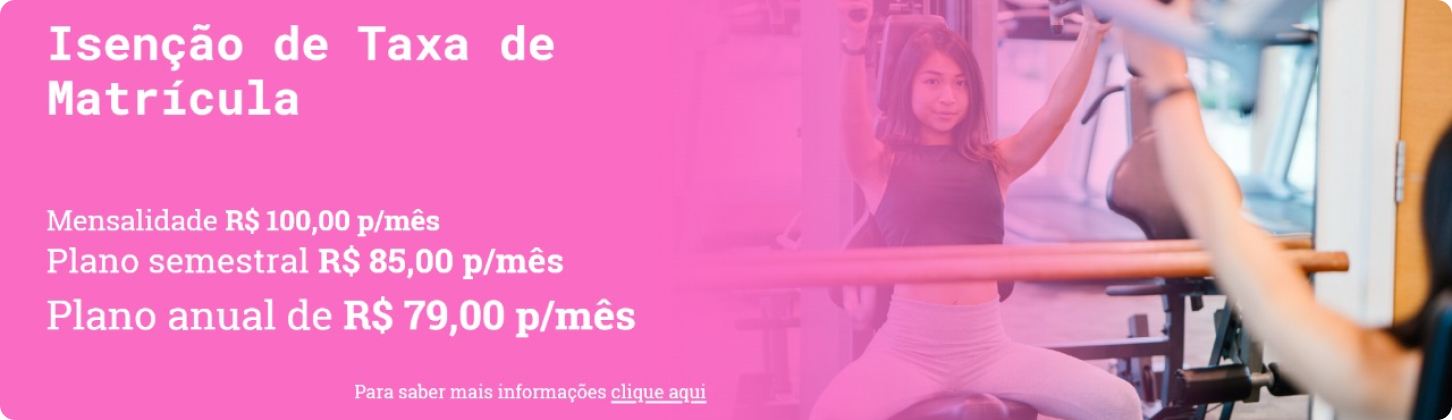 Isenção de Taxa de
Matrícula
Mensalidade R$ 100,00 p/mês
Plano semestral R$ 85,00 p/mês
Plano anual de R$ 79,00 p/mês
Para saber mais informações clique aqui